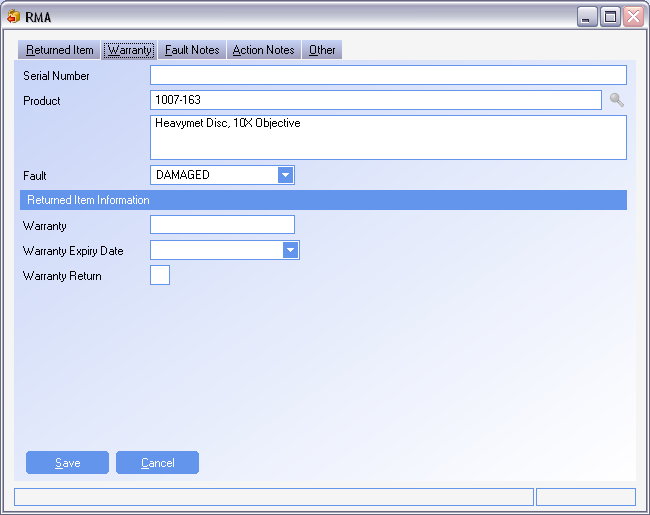 RMA
Returned Item Warranty Fault Notes Action Notes Other
Serial Number
Product 1007-163
Heavymet Disc, 10X Objective
Fault DAMAGED
Returned Item Information
Warranty
Warranty Expiry Date
Warranty Return
Save Cancel